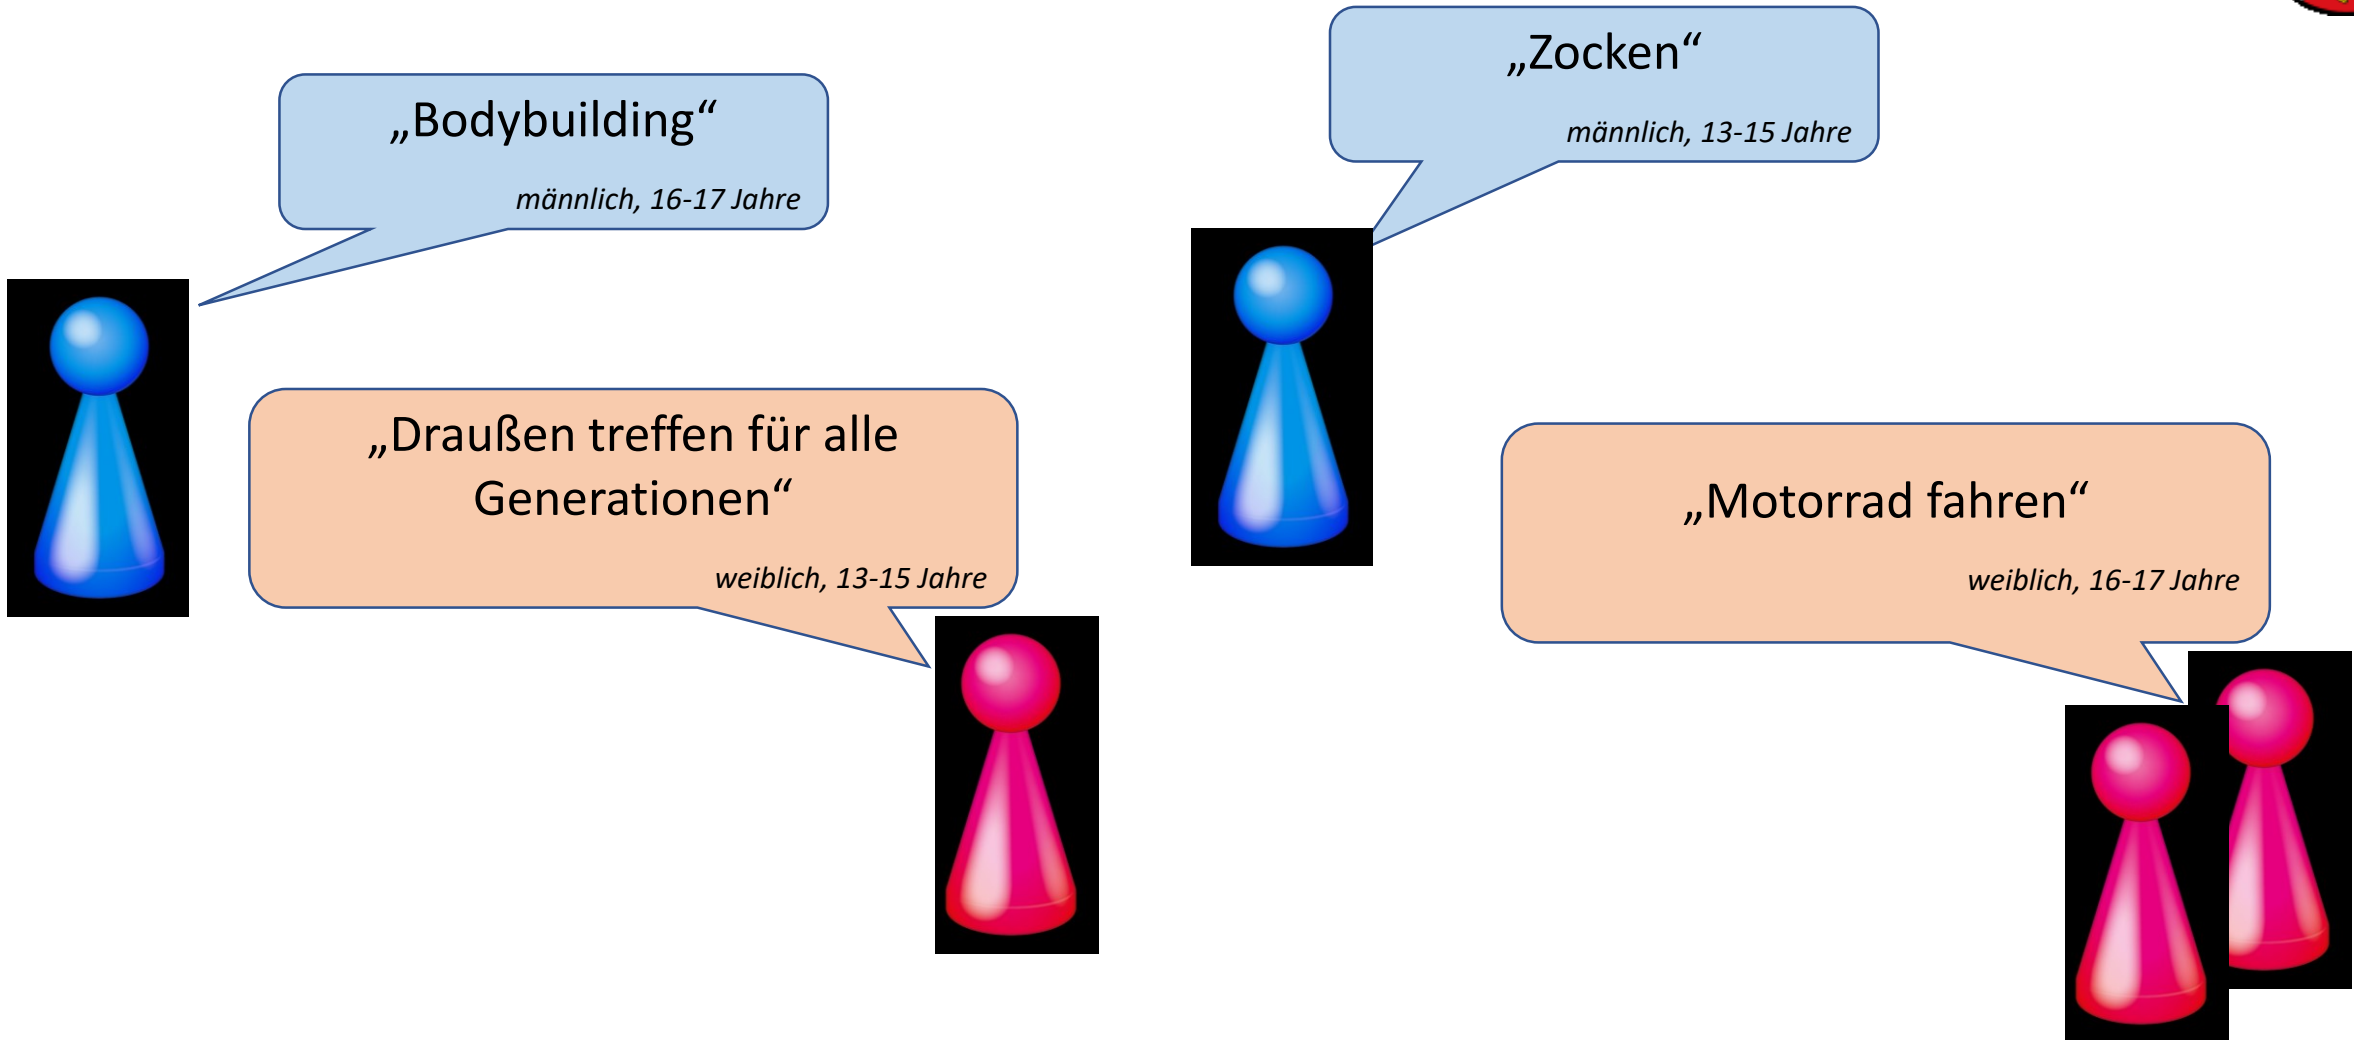 „Bodybuilding“
männlich, 16-17 Jahre
„Zocken“
männlich, 13-15 Jahre
„Draußen treffen für alle
Generationen“
weiblich, 13-15 Jahre
„Motorrad fahren“
weiblich, 16-17 Jahre